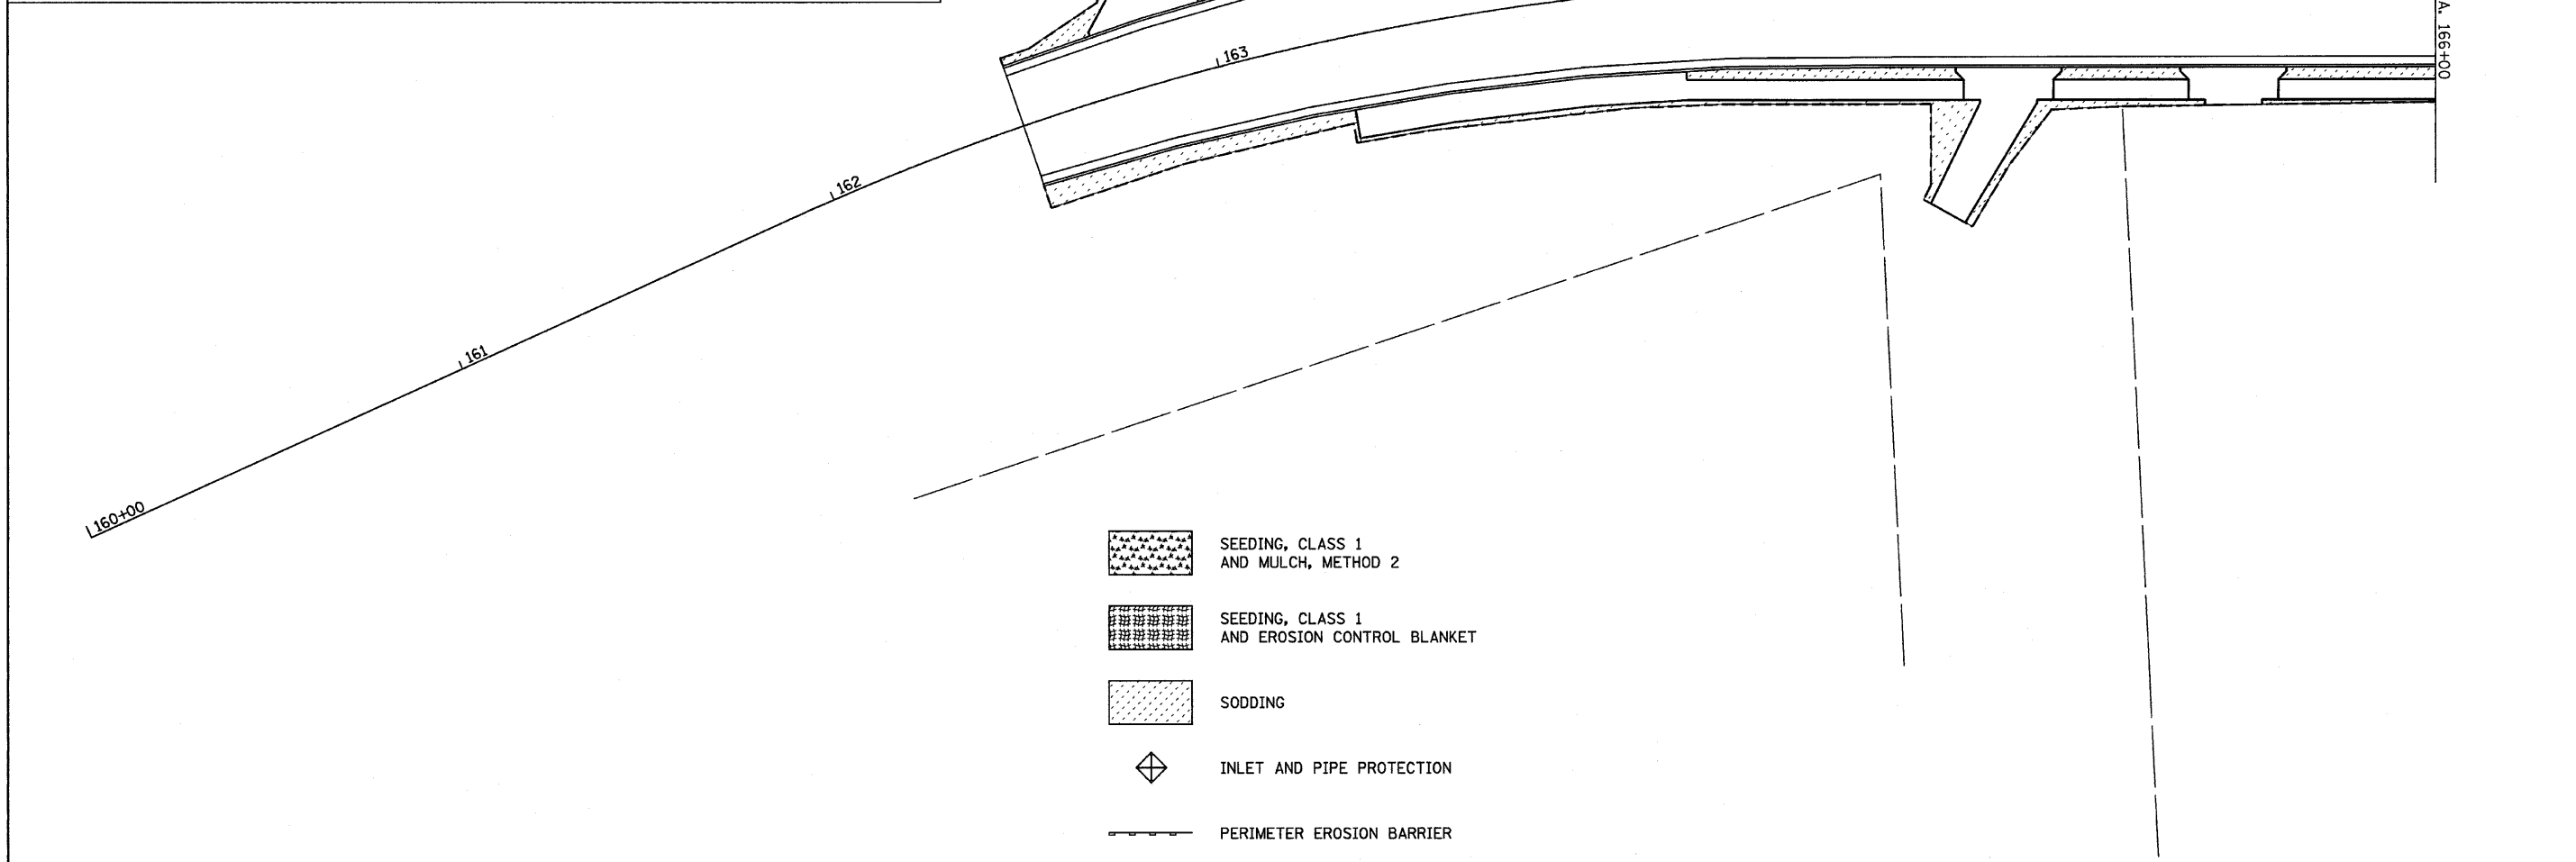 A. 166+00
163
162
161
160+00
SEEDING, CLASS 1
AND MULCH, METHOD 2
SEEDING, CLASS 1
AND EROSION CONTROL BLANKET
SODDING
INLET AND PIPE PROTECTION
PERIMETER EROSION BARRIER